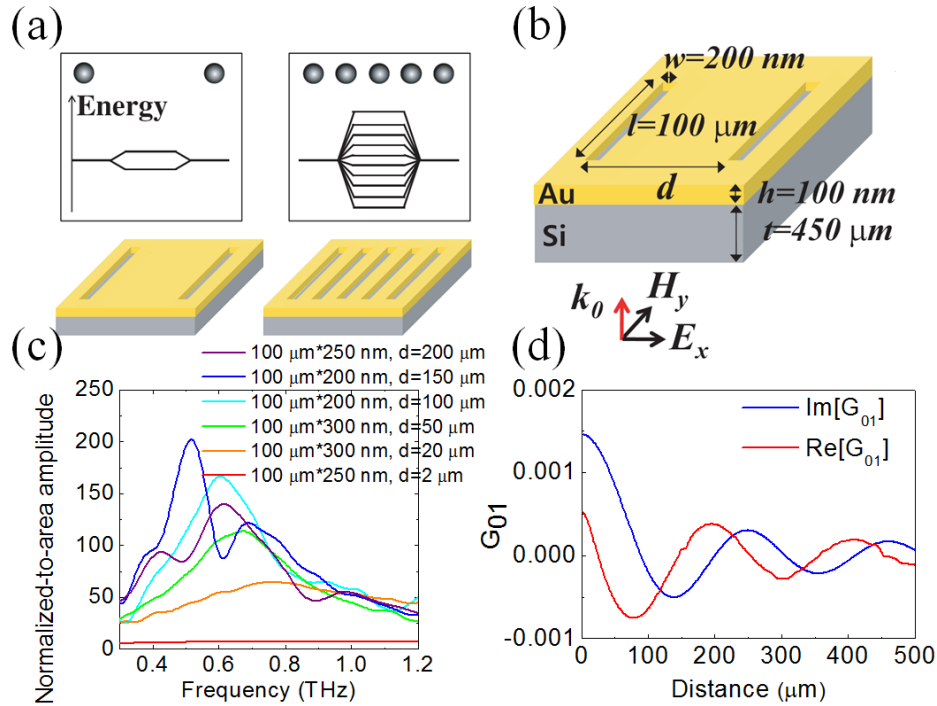 (a)
Energy
(b)
w=200 nm
l=100 μm
d
Au
h=100 nm
Si
t=450 μm
k0
Hy
Ex
(c)
100 μm*250 nm, d=200 μm
100 μm*200 nm, d=150 μm
100 μm*200 nm, d=100 μm
100 μm*300 nm, d=50 μm
100 μm*300 nm, d=20 μm
100 μm*250 nm, d=2 μm
Normalized-to-area amplitude
250
200
150
100
50
0
0.4 0.6 0.8 1.0 1.2
Frequency (THz)
(d)
Im[G01]
Re[G01]
G01
0.002
0.001
0.000
-0.001
0 100 200 300 400 500
Distance (μm)